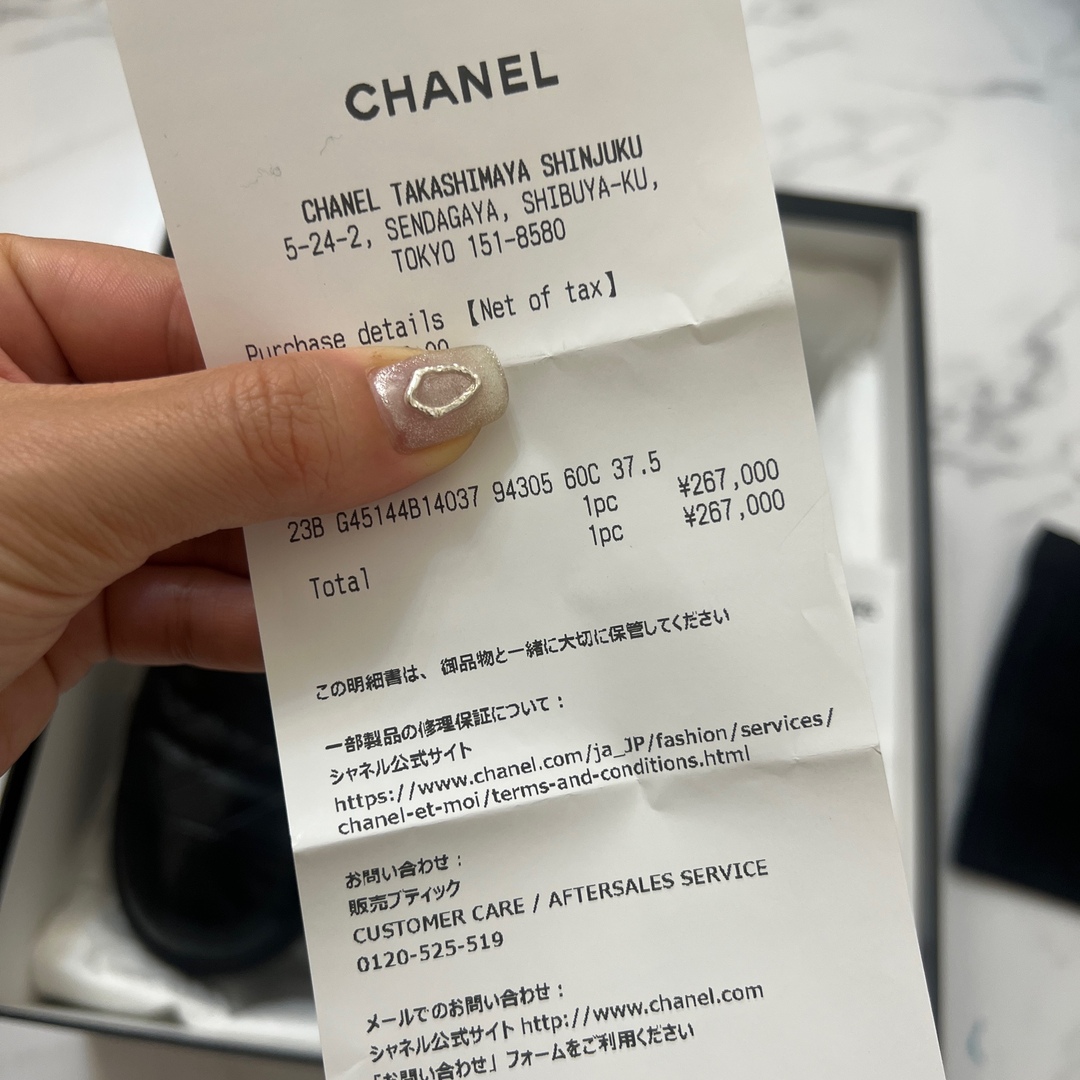 CHANEL
CHANEL TAKASHIMAYA SHINJUKU
5-24-2, SENDAGAYA, SHIBUYA-KU,
TOKYO 151-8580
Purchase details 【Net of tax】
23B G45144B14037 94305 60C 37.5
1pc ¥267,000
1pc ¥267,000
Total
この明細書は、御品物と一緒に大切に保管してください
一部製品の修理保証について：
シャネル公式サイト
https://www.chanel.com/ja_JP/fashion/services/
chanel-et-moi/terms-and-conditions.html
お問い合わせ：
販売ブティック
CUSTOMER CARE / AFTERSALES SERVICE
0120-525-519
メールでのお問い合わせ：
シャネル公式サイト http://www.chanel.com
「お問い合わせ」フォームをご利用ください